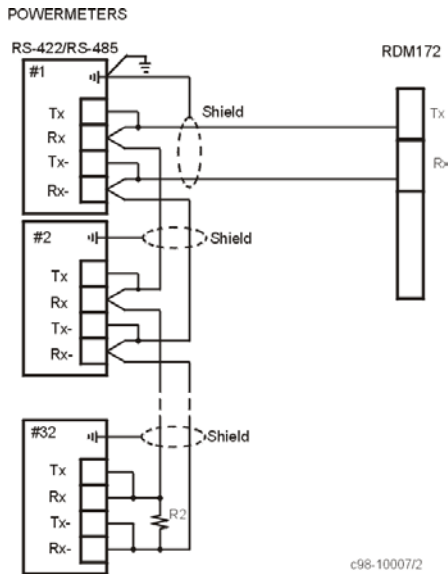 POWERMETERS
RS-422/RS-485
RDM172
#1
Tx
Rx
Tx-
Rx-
Shield
Tx
Rx
#2
Tx
Rx
Tx-
Rx-
Shield
#32
Tx
Rx
Tx-
Rx-
Shield
R2
c98-10007/2